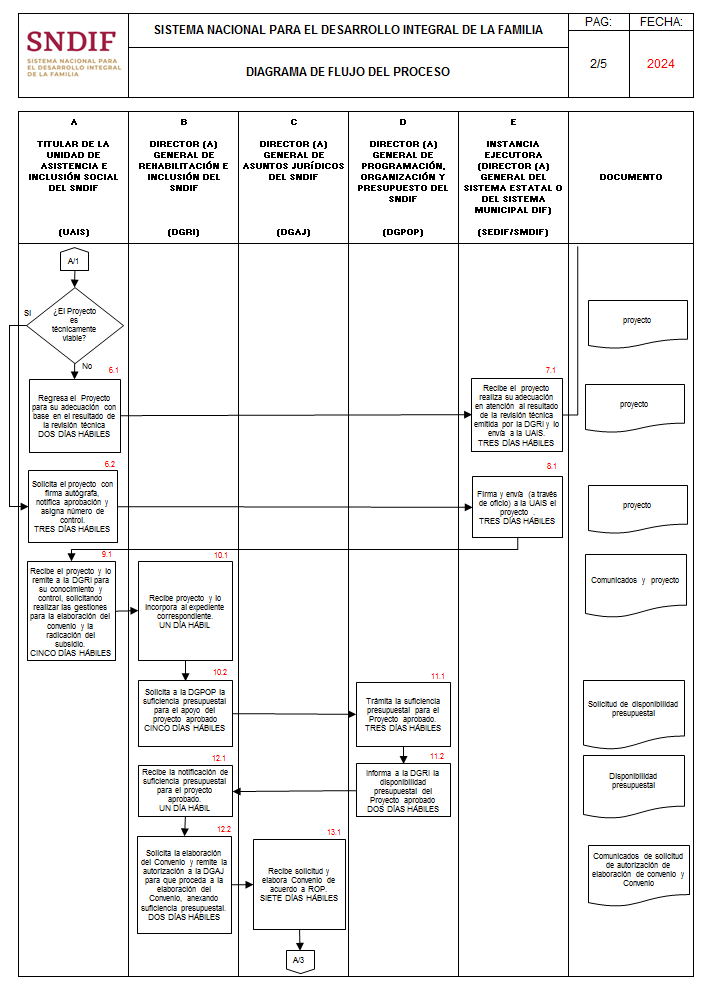 SNDIF
SISTEMA NACIONAL PARA
EL DESARROLLO INTEGRAL
DE LA FAMILIA
SISTEMA NACIONAL PARA EL DESARROLLO INTEGRAL DE LA FAMILIA
DIAGRAMA DE FLUJO DEL PROCESO
PAG:
FECHA:
2/5
2024
A
TITULAR DE LA
UNIDAD DE
ASISTENCIA E
INCLUSIÓN SOCIAL
DEL SNDIF
(UAIS)
B
DIRECTOR (A)
GENERAL DE
REHABILITACIÓN E
INCLUSIÓN DEL
SNDIF
(DGRI)
C
DIRECTOR (A)
GENERAL DE
ASUNTOS JURÍDICOS
DEL SNDIF
(DGAJ)
D
DIRECTOR (A)
GENERAL DE
PROGRAMACIÓN,
ORGANIZACIÓN Y
PRESUPUESTO DEL
SNDIF
(DGPOP)
E
INSTANCIA
EJECUTORA
(DIRECTOR (A)
GENERAL DEL
SISTEMA ESTATAL O
DEL SISTEMA
MUNICIPAL DIF)
(SEDIF/SMDIF)
DOCUMENTO
A/1
SI
¿El Proyecto
es
técnicamente
viable?
No
proyecto
6.1
Regresa el Proyecto
para su adecuación con
base en el resultado de
la revisión técnica
DOS DÍAS HÁBILES
7.1
Recibe el proyecto
realiza su adecuación
en atención al resultado
de la revisión técnica
emitida por la DGRI y lo
envía a la UAIS.
TRES DÍAS HÁBILES
proyecto
6.2
Solicita el proyecto con
firma autógrafa,
notifica aprobación y
asigna número de
control.
TRES DÍAS HÁBILES
8.1
Firma y envía (a través
de oficio) a la UAIS el
proyecto .
TRES DÍAS HÁBILES
proyecto
9.1
Recibe el proyecto y lo
remite a la DGRI para
su conocimiento y
control, solicitando
realizar las gestiones
para la elaboración del
convenio y la
radicación del
subsidio.
CINCO DÍAS HÁBILES
10.1
Recibe proyecto y lo
incorpora al expediente
correspondiente.
UN DÍA HÁBIL
Comunicados y proyecto
10.2
Solicita a la DGPOP la
suficiencia presupuestal
para el apoyo del
proyecto aprobado
CINCO DÍAS HÁBILES
11.1
Trámita la suficiencia
presupuestal para el
Proyecto aprobado.
TRES DÍAS HÁBILES
Solicitud de disponibilidad
presupuestal
12.1
Recibe la notificación de
suficiencia presupuestal
para el proyecto
aprobado.
UN DÍA HÁBIL
11.2
Informa a la DGRI la
disponibilidad
presupuestal del
Proyecto aprobado
DOS DÍAS HÁBILES
Disponibilidad
presupuestal
12.2
Solicita la elaboración
del Convenio y remite la
autorización a la DGAJ
para que proceda a la
elaboración del
Convenio, anexando
suficiencia presupuestal.
DOS DÍAS HÁBILES
13.1
Recibe solicitud y
elabora Convenio de
acuerdo a ROP.
SIETE DÍAS HÁBILES
Comunicados de solicitud
de autorización de
elaboración de convenio y
Convenio
A/3